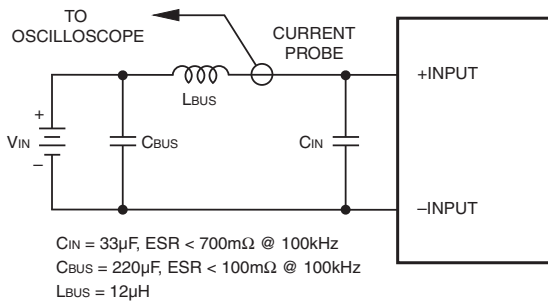 TO
OSCILLOSCOPE
CURRENT
PROBE
+INPUT
LBUS
+
VIN
–
CBUS
CIN
–INPUT
CIN = 33µF, ESR < 700mΩ @ 100kHz
CBUS = 220µF, ESR < 100mΩ @ 100kHz
LBUS = 12µH